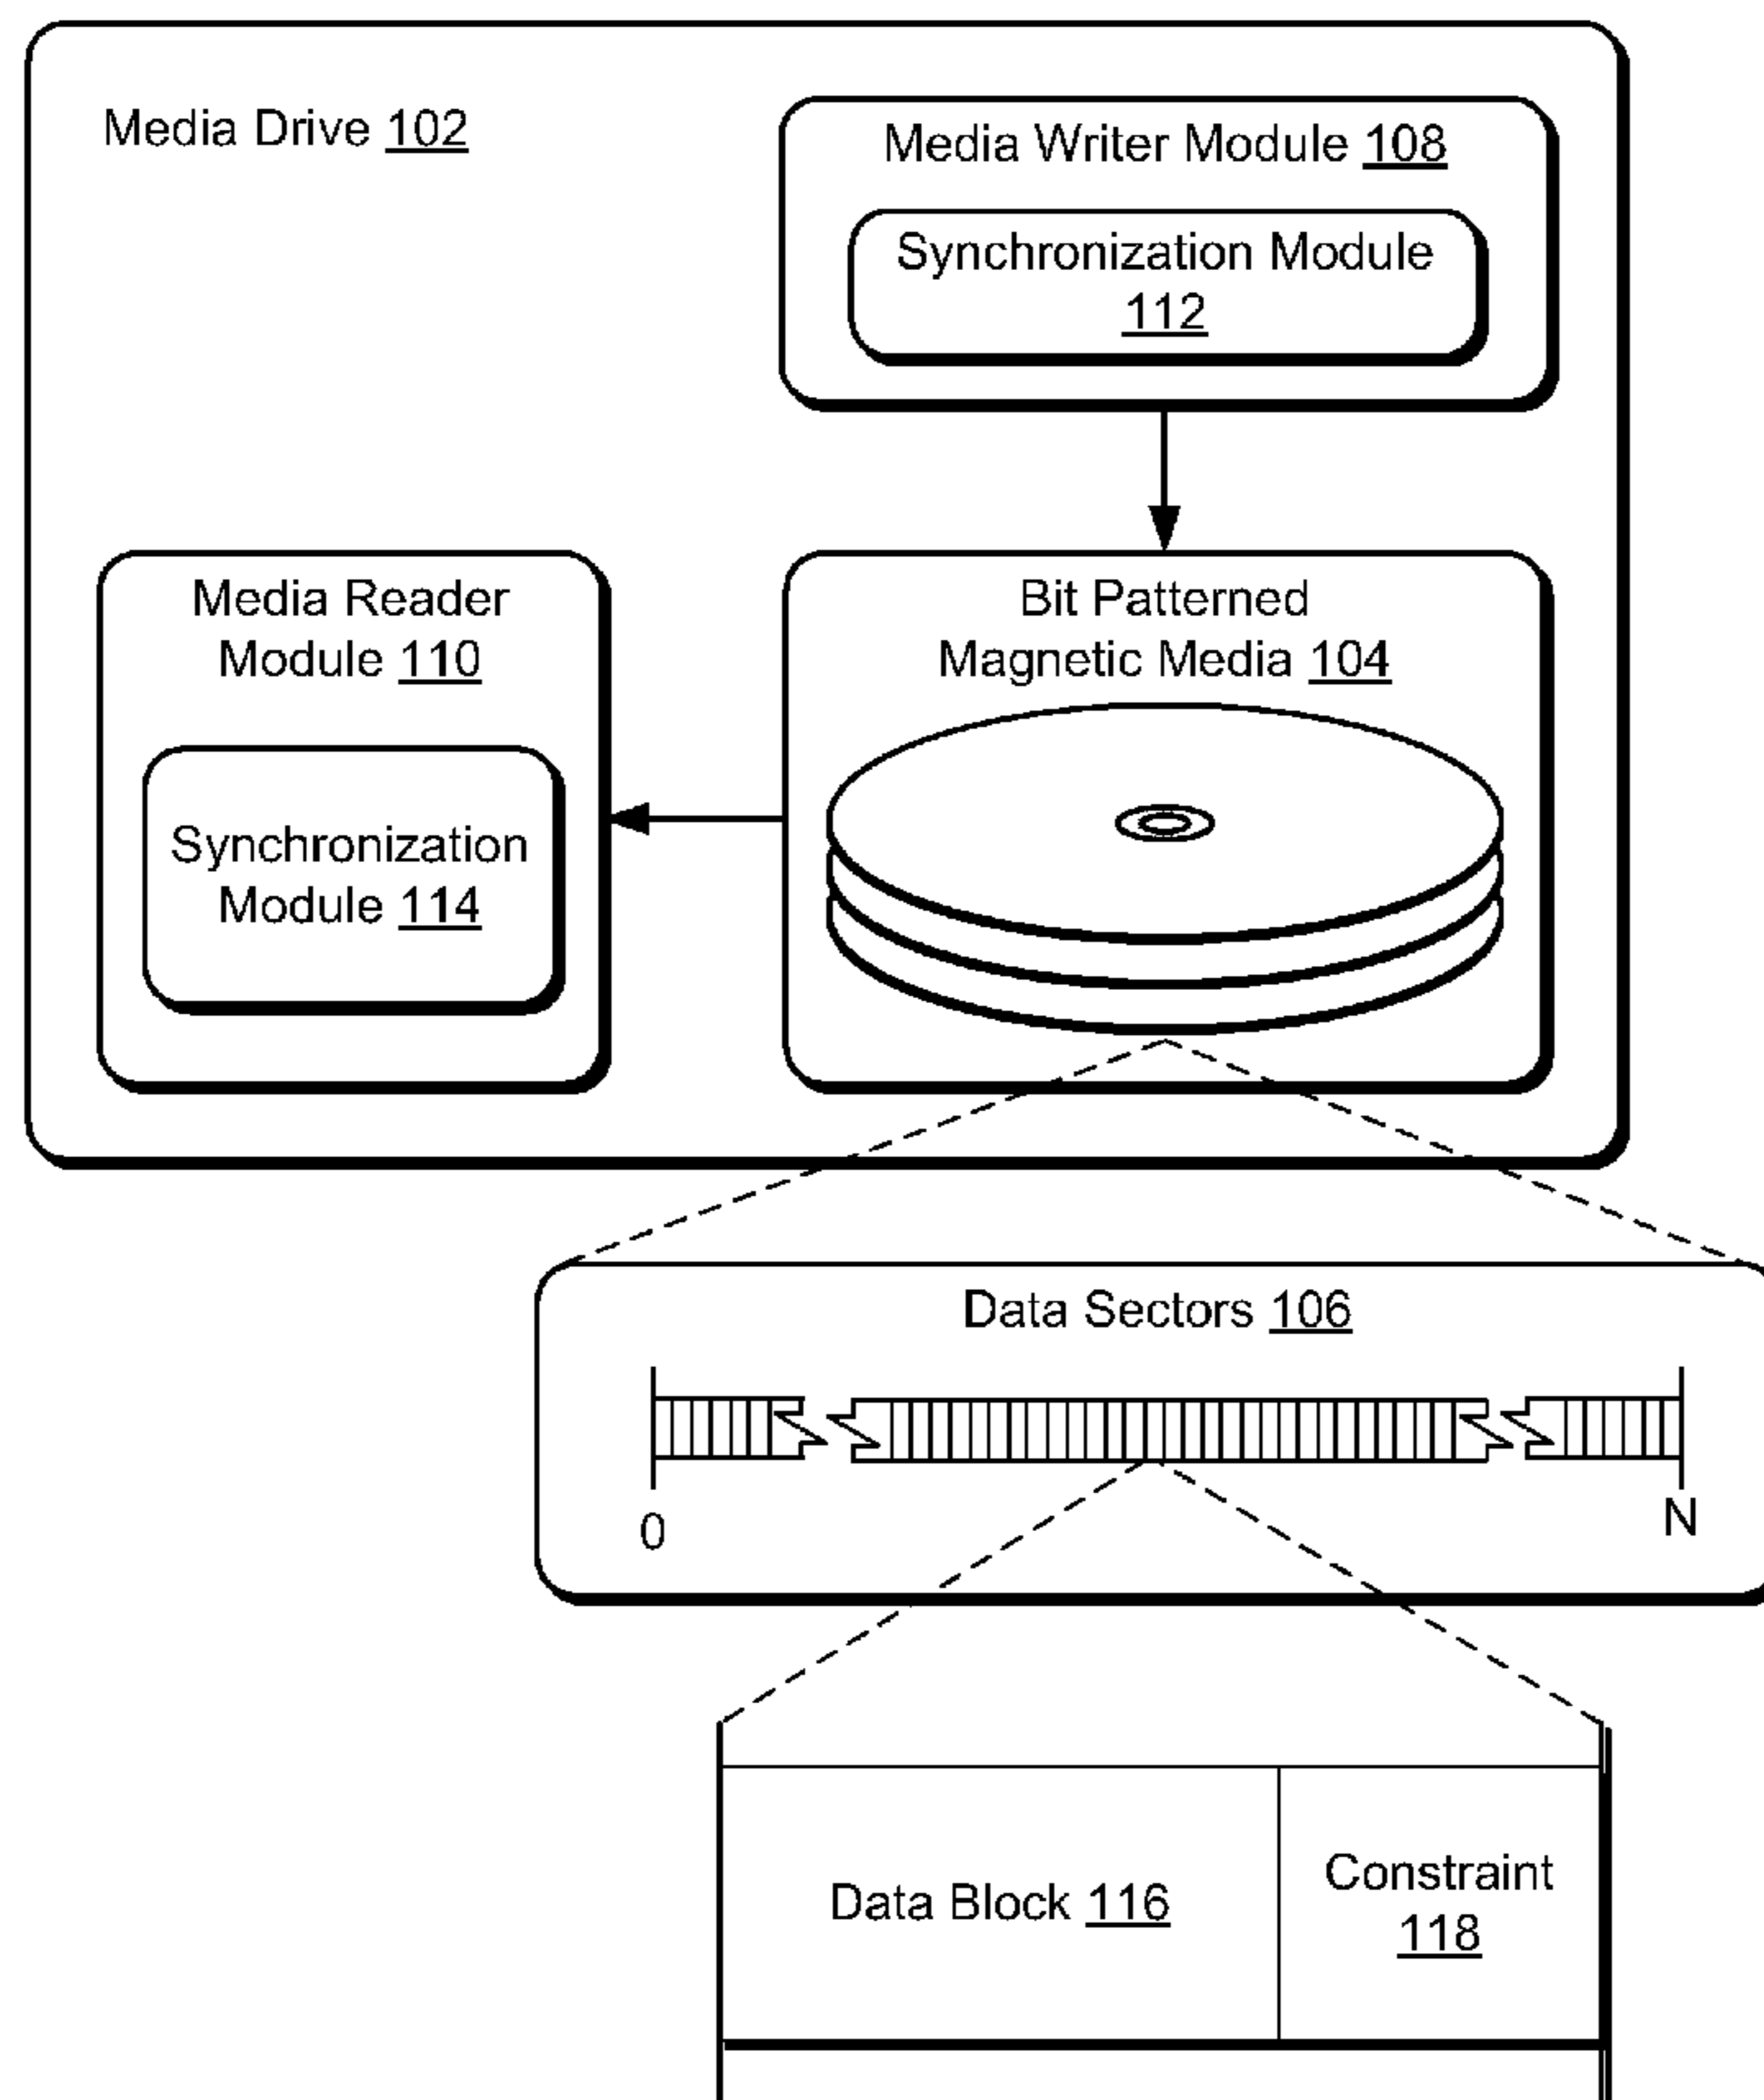 Media Drive 102
Media Writer Module 108
Synchronization Module
112
Media Reader
Module 110
Synchronization
Module 114
Bit Patterned
Magnetic Media 104
Data Sectors 106
0
N
Data Block 116
Constraint
118